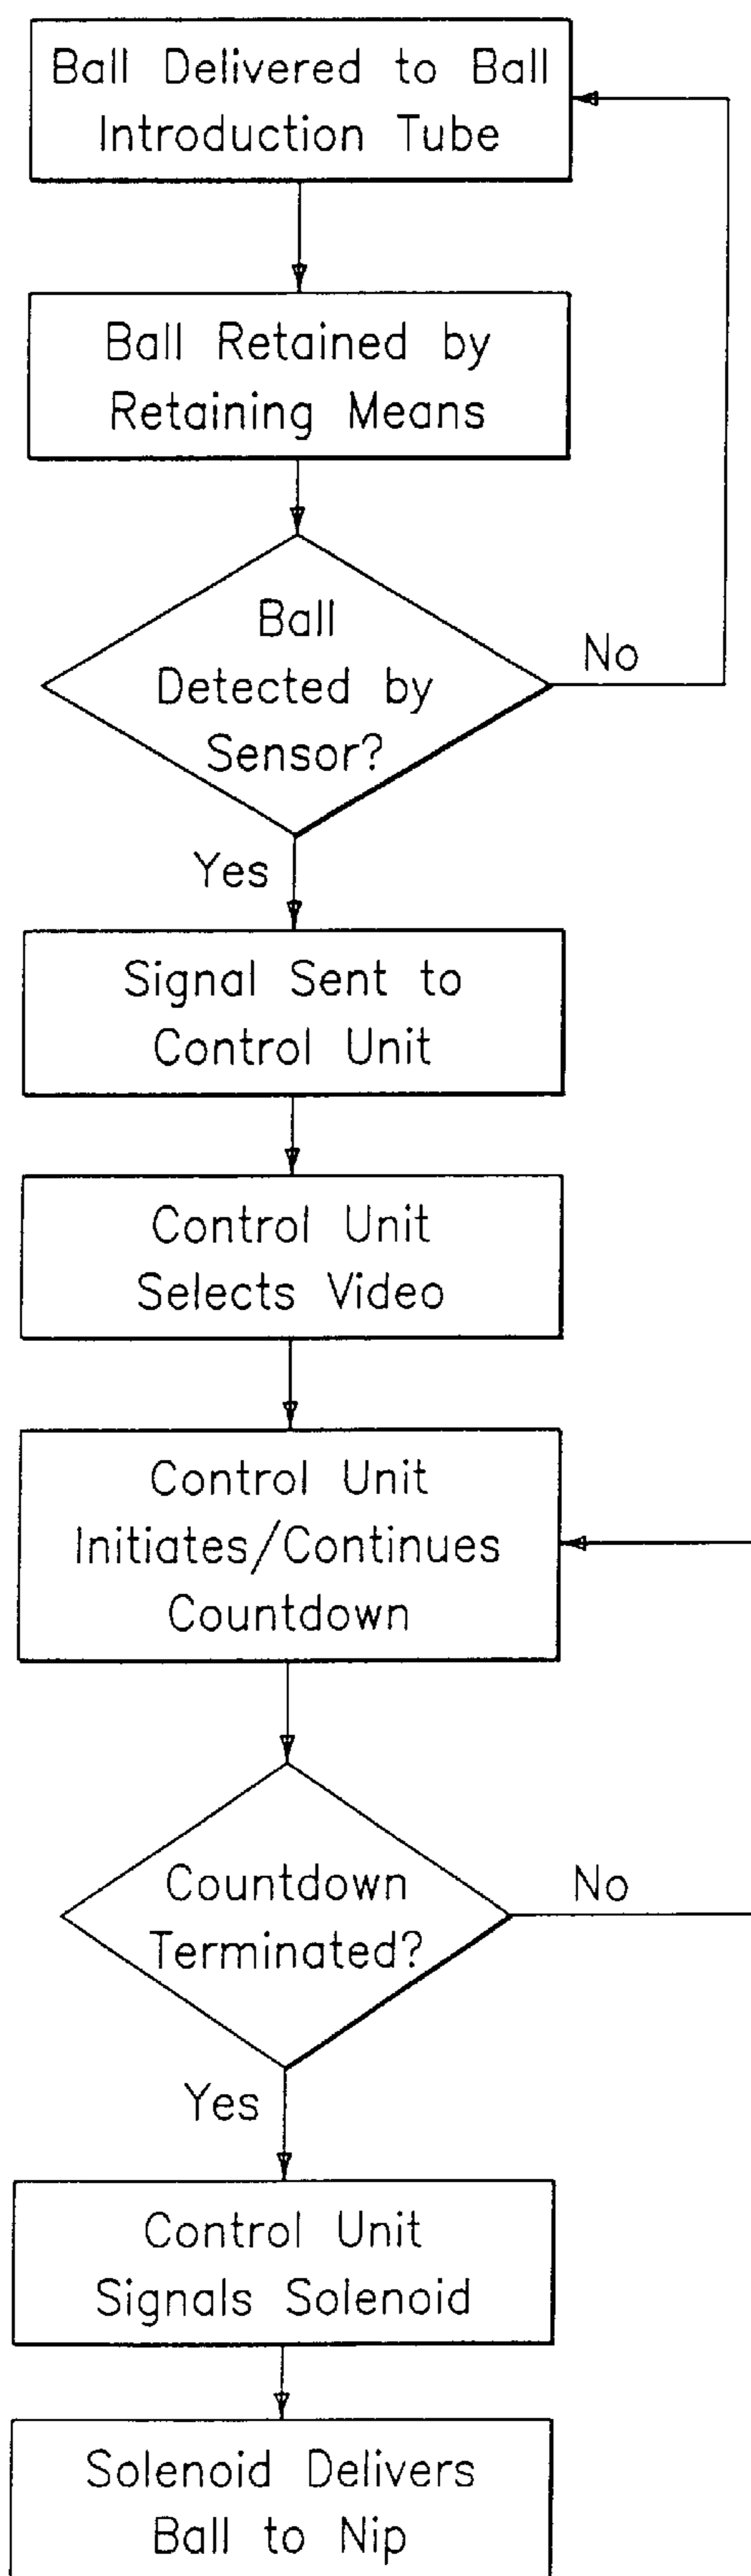 Ball Delivered to Ball
Introduction Tube
Ball Retained by
Retaining Means
Ball
Detected by
Sensor?
No
Yes
Signal Sent to
Control Unit
Control Unit
Selects Video
Control Unit
Initiates/Continues
Countdown
Countdown
Terminated?
No
Yes
Control Unit
Signals Solenoid
Solenoid Delivers
Ball to Nip